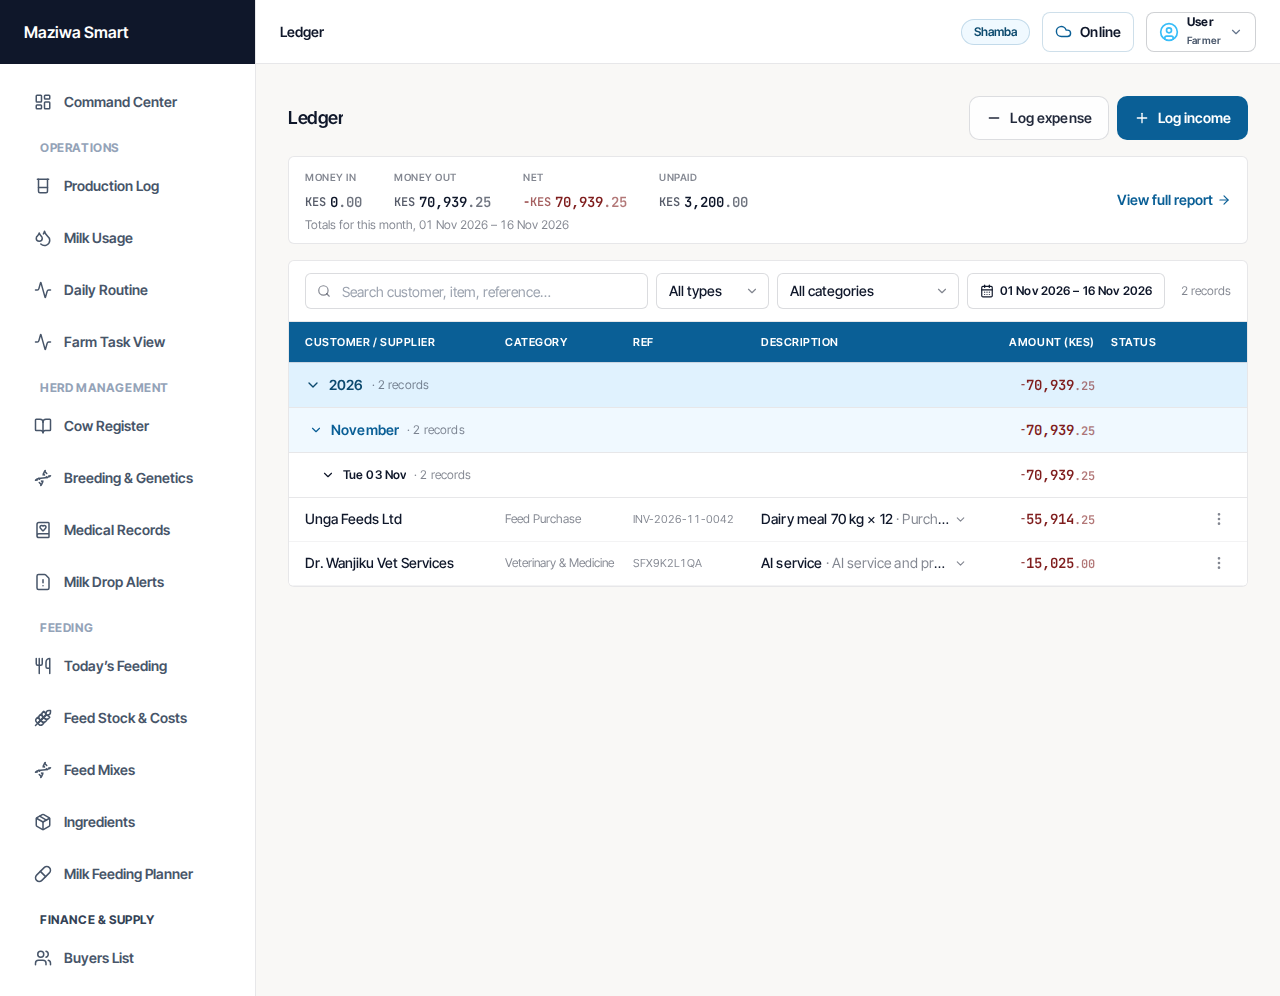 Maziwa Smart
Ledger
Shamba
Online
User
Farmer
Command Center
OPERATIONS
Production Log
Milk Usage
Daily Routine
Farm Task View
HERD MANAGEMENT
Cow Register
Breeding & Genetics
Medical Records
Milk Drop Alerts
FEEDING
Today's Feeding
Feed Stock & Costs
Feed Mixes
Ingredients
Milk Feeding Planner
FINANCE & SUPPLY
Buyers List
Ledger
Log expense
Log income
MONEY IN MONEY OUT NET UNPAID
KES 0.00 KES 70,939.25 -KES 70,939.25 KES 3,200.00
Totals for this month, 01 Nov 2026 – 16 Nov 2026
View full report →
Search customer, item, reference...
All types
All categories
01 Nov 2026 – 16 Nov 2026
2 records
CUSTOMER / SUPPLIER CATEGORY REF DESCRIPTION AMOUNT (KES) STATUS
2026 · 2 records -70,939.25
November · 2 records -70,939.25
Tue 03 Nov · 2 records -70,939.25
Unga Feeds Ltd Feed Purchase INV-2026-11-0042 Dairy meal 70 kg × 12 · Purch... -55,914.25
Dr. Wanjiku Vet Services Veterinary & Medicine SFX9K2L1QA AI service · AI service and pr... -15,025.00